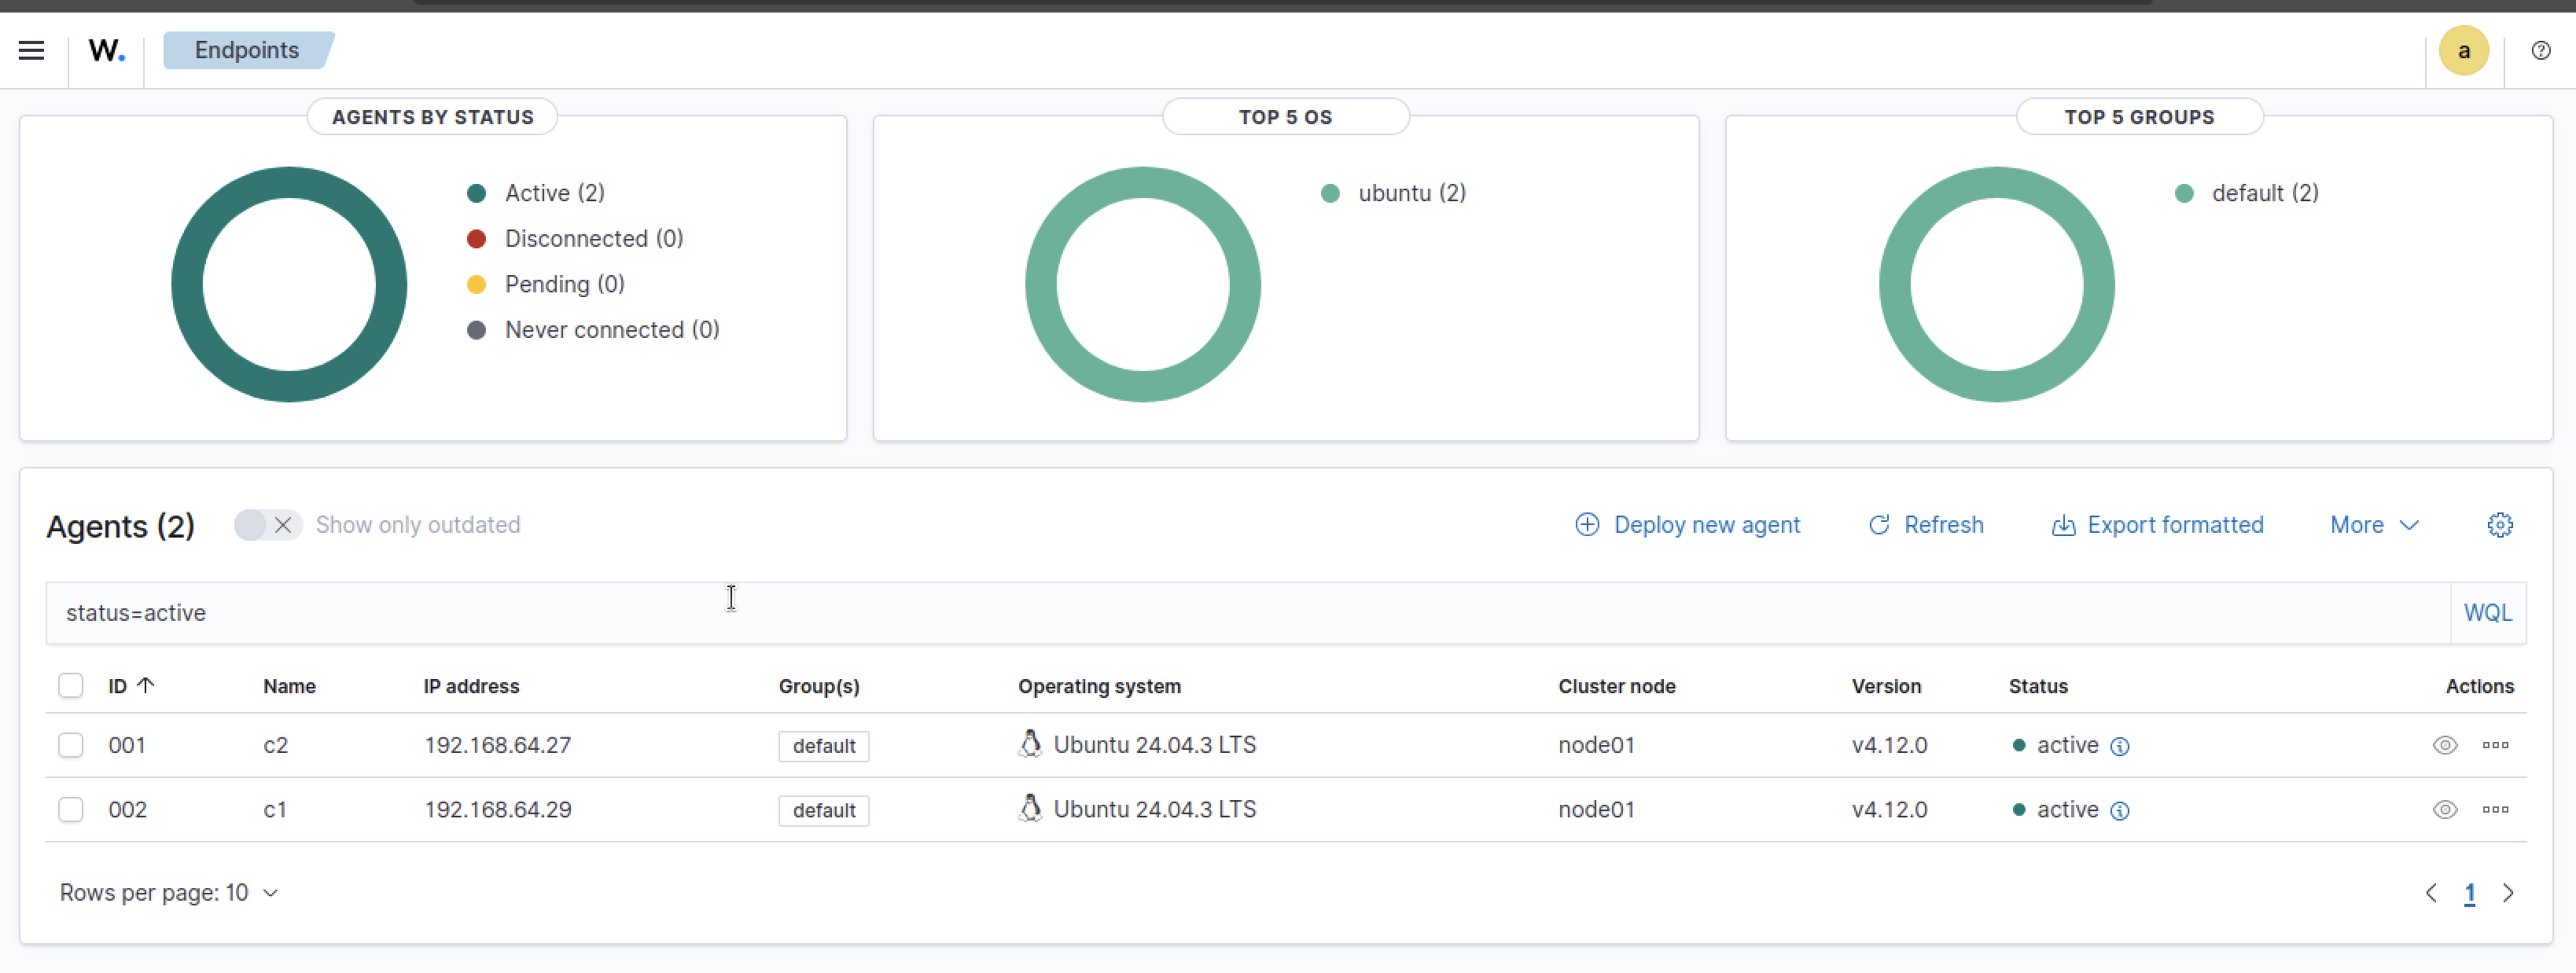 W. Endpoints a
AGENTS BY STATUS TOP 5 OS TOP 5 GROUPS
Active (2) ubuntu (2) default (2)
Disconnected (0)
Pending (0)
Never connected (0)
Agents (2) Show only outdated Deploy new agent Refresh Export formatted More
status=active WQL
ID Name IP address Group(s) Operating system Cluster node Version Status Actions
001 c2 192.168.64.27 default Ubuntu 24.04.3 LTS node01 v4.12.0 active
002 c1 192.168.64.29 default Ubuntu 24.04.3 LTS node01 v4.12.0 active
Rows per page: 10 1